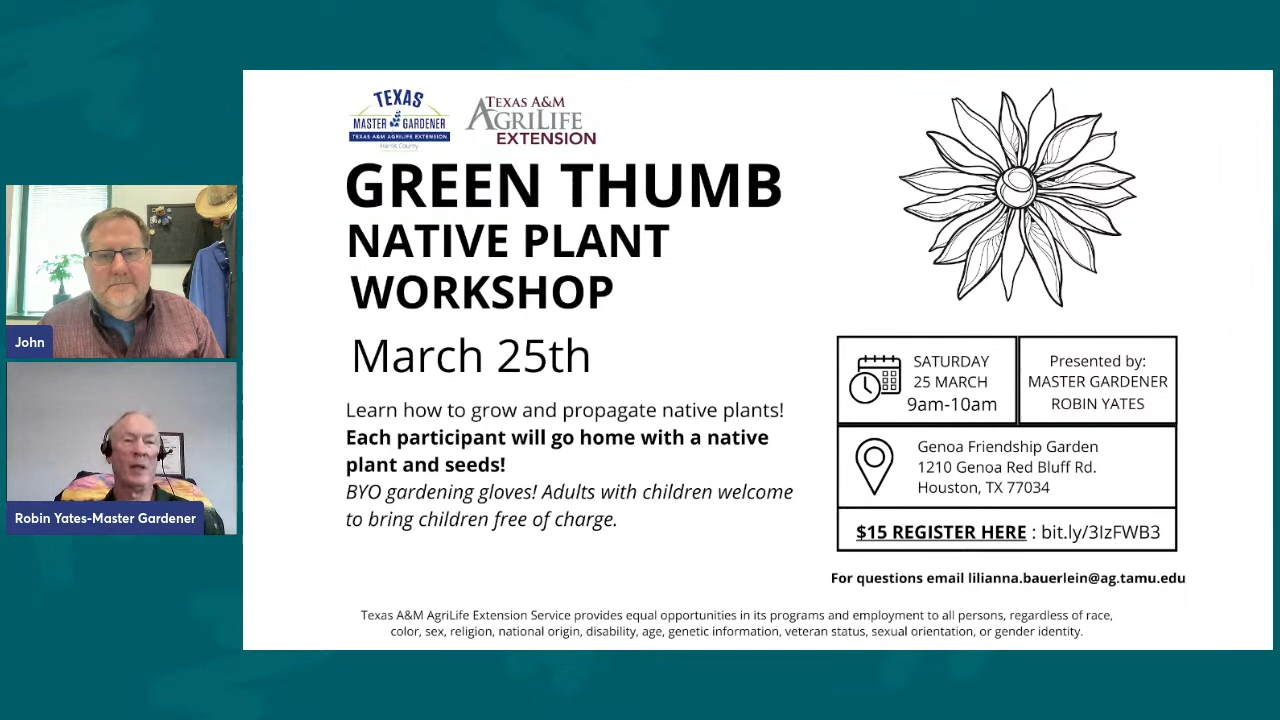 TEXAS
MASTER GARDENER
TEXAS A&M AGRILIFE EXTENSION
Harris County
TEXAS A&M
AGRILIFE
EXTENSION
GREEN THUMB
NATIVE PLANT
WORKSHOP
March 25th
Learn how to grow and propagate native plants!
Each participant will go home with a native
plant and seeds!
BYO gardening gloves! Adults with children welcome
to bring children free of charge.
SATURDAY
25 MARCH
9am-10am
Presented by:
MASTER GARDENER
ROBIN YATES
Genoa Friendship Garden
1210 Genoa Red Bluff Rd.
Houston, TX 77034
$15 REGISTER HERE : bit.ly/3IzFWB3
For questions email lilianna.bauerlein@ag.tamu.edu
Texas A&M AgriLife Extension Service provides equal opportunities in its programs and employment to all persons, regardless of race,
color, sex, religion, national origin, disability, age, genetic information, veteran status, sexual orientation, or gender identity.
John
Robin Yates-Master Gardener